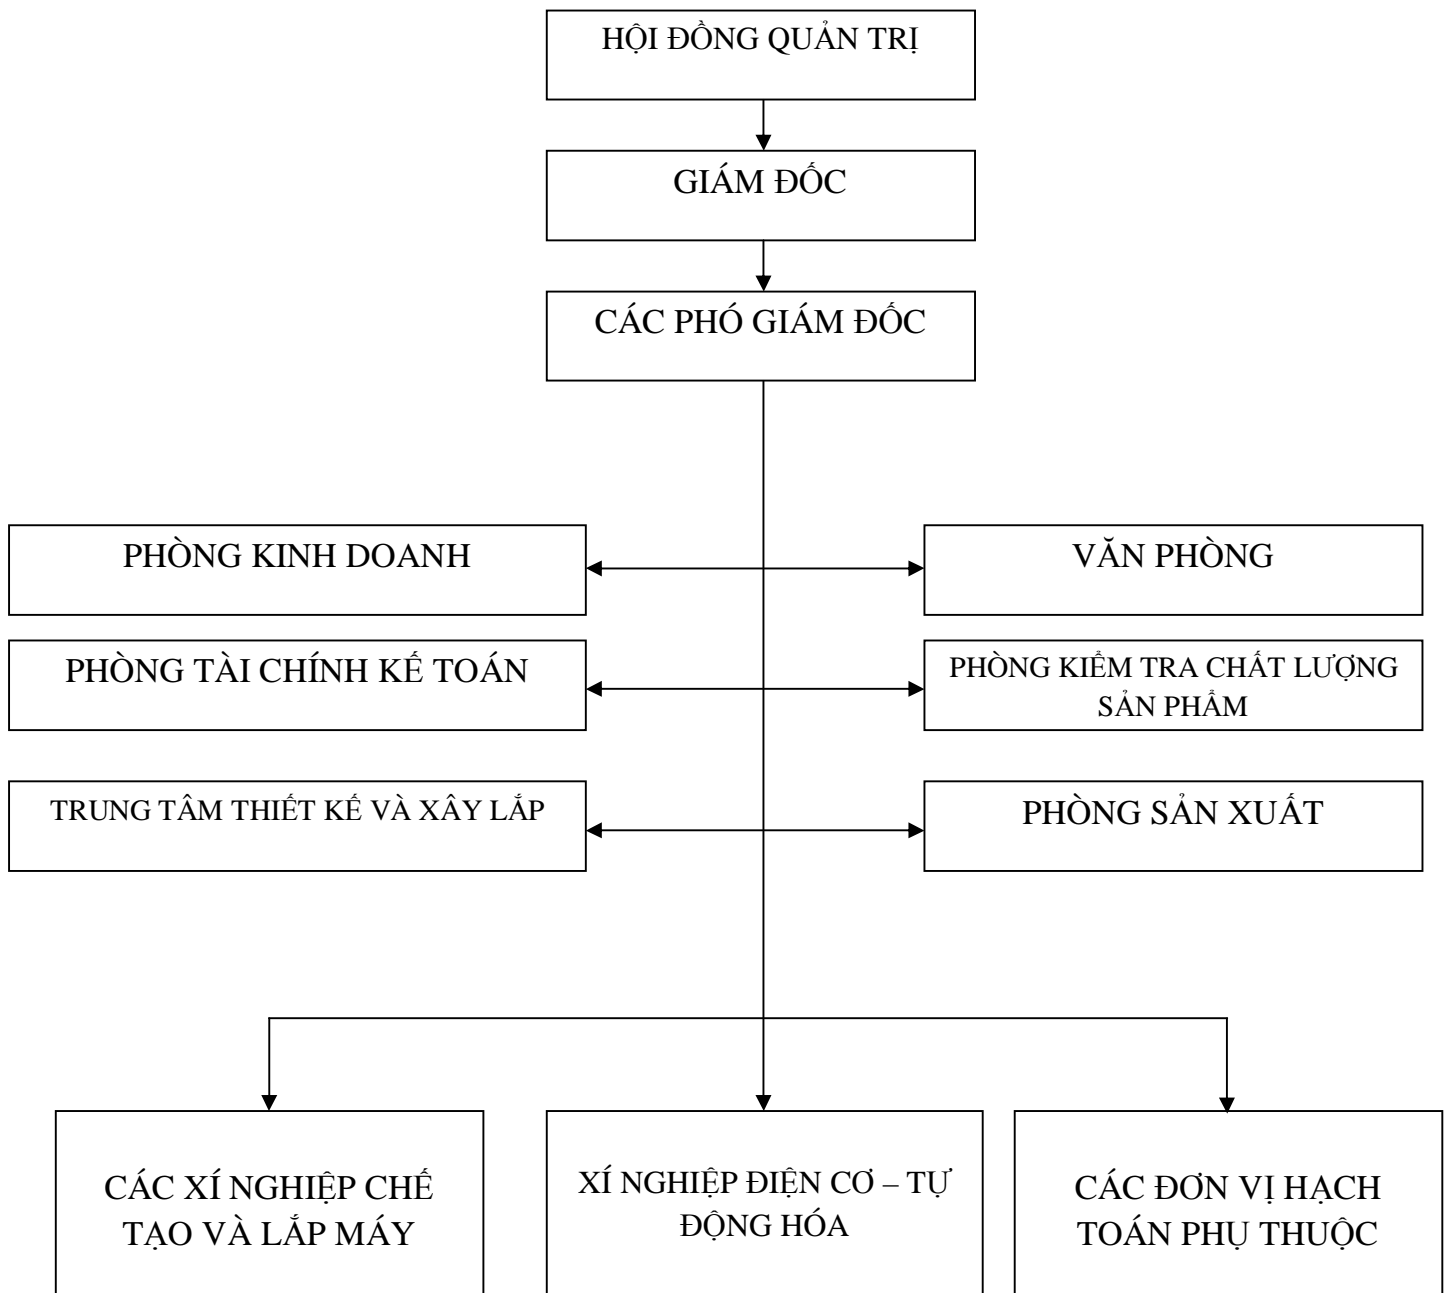 HỘI ĐỒNG QUẢN TRỊ
GIÁM ĐỐC
CÁC PHÓ GIÁM ĐỐC
PHÒNG KINH DOANH
VĂN PHÒNG
PHÒNG TÀI CHÍNH KẾ TOÁN
PHÒNG KIỂM TRA CHẤT LƯỢNG
SẢN PHẨM
TRUNG TÂM THIẾT KẾ VÀ XÂY LẮP
PHÒNG SẢN XUẤT
CÁC XÍ NGHIỆP CHẾ
TẠO VÀ LẮP MÁY
XÍ NGHIỆP ĐIỆN CƠ – TỰ
ĐỘNG HÓA
CÁC ĐƠN VỊ HẠCH
TOÁN PHỤ THUỘC